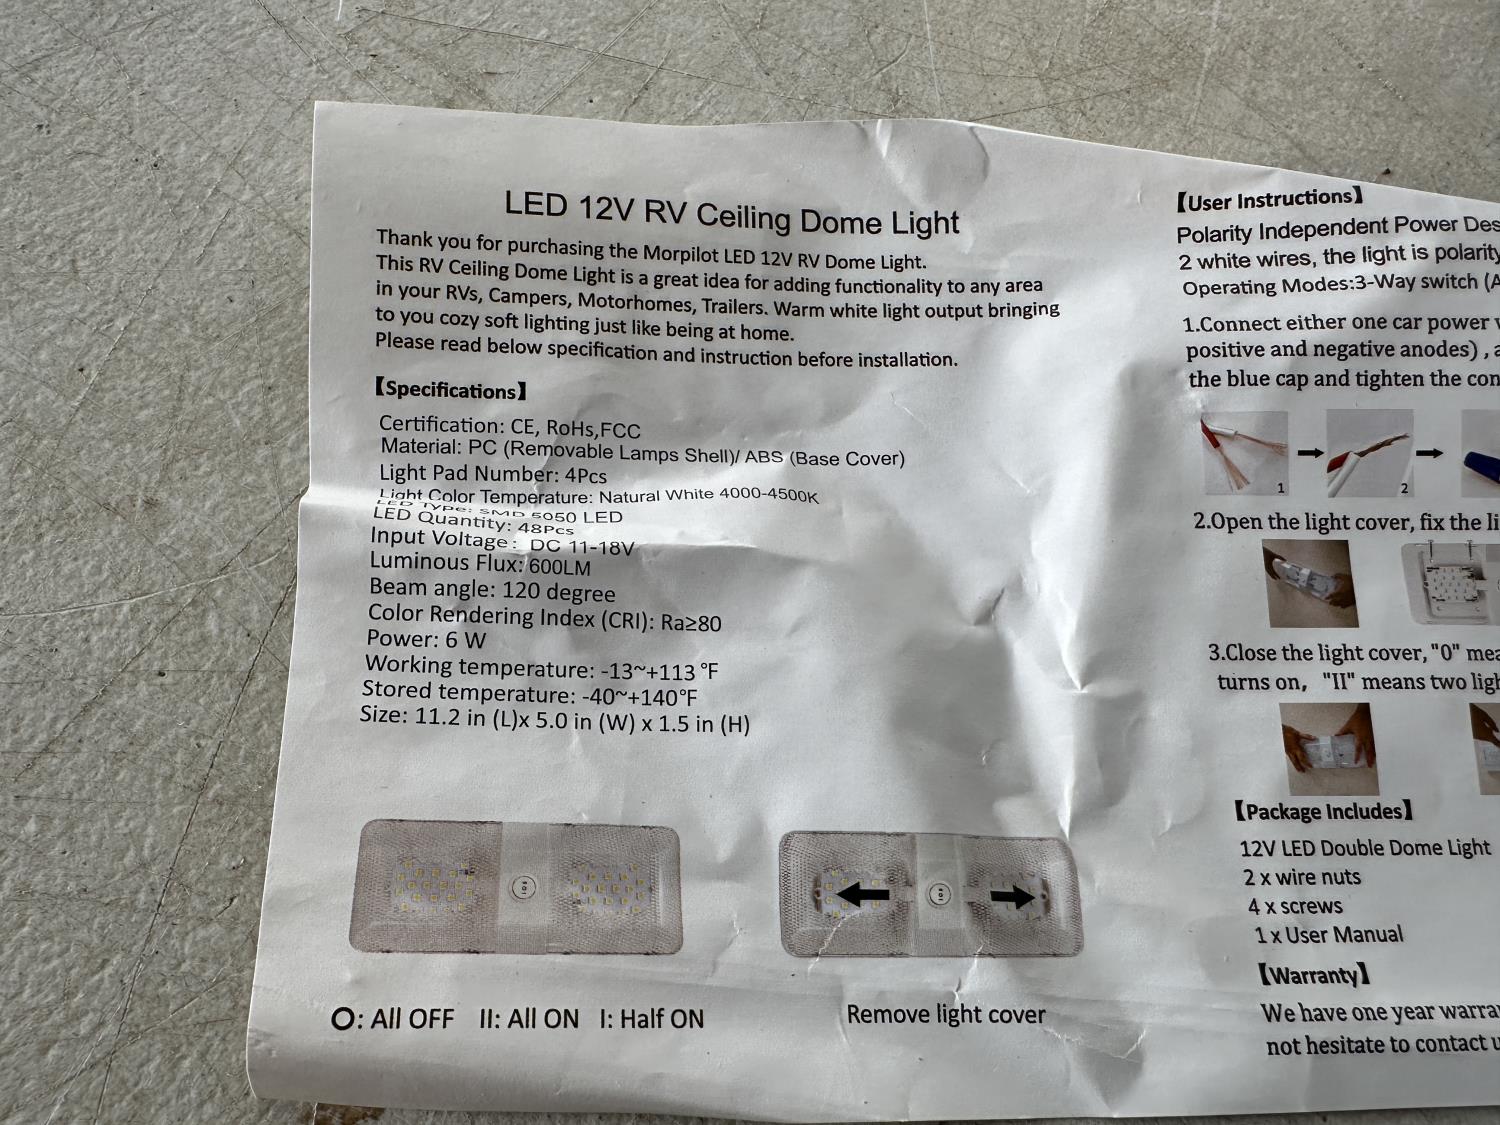 LED 12V RV Ceiling Dome Light
Thank you for purchasing the Morpilot LED 12V RV Dome Light.
This RV Ceiling Dome Light is a great idea for adding functionality to any area
in your RVs, Campers, Motorhomes, Trailers. Warm white light output bringing
to you cozy soft lighting just like being at home.
Please read below specification and instruction before installation.
【Specifications】
Certification: CE, RoHs,FCC
Material: PC (Removable Lamps Shell)/ ABS (Base Cover)
Light Pad Number: 4Pcs
Light Color Temperature: Natural White 4000-4500K
LED Type: SMD 5050 LED
LED Quantity: 48Pcs
Input Voltage: DC 11-18V
Luminous Flux: 600LM
Beam angle: 120 degree
Color Rendering Index (CRI): Ra≥80
Power: 6 W
Working temperature: -13~+113 °F
Stored temperature: -40~+140°F
Size: 11.2 in (L)x 5.0 in (W) x 1.5 in (H)
O: All OFF II: All ON I: Half ON
Remove light cover
【User Instructions】
Polarity Independent Power
2 white wires, the light is polarity
Operating Modes:3-Way switch
1.Connect either one car power
positive and negative anodes) ,
the blue cap and tighten the
1
2
2.Open the light cover, fix the
3.Close the light cover, "0"
turns on, "II" means two
【Package Includes】
12V LED Double Dome Light
2 x wire nuts
4 x screws
1 x User Manual
【Warranty】
We have one year
not hesitate to contact